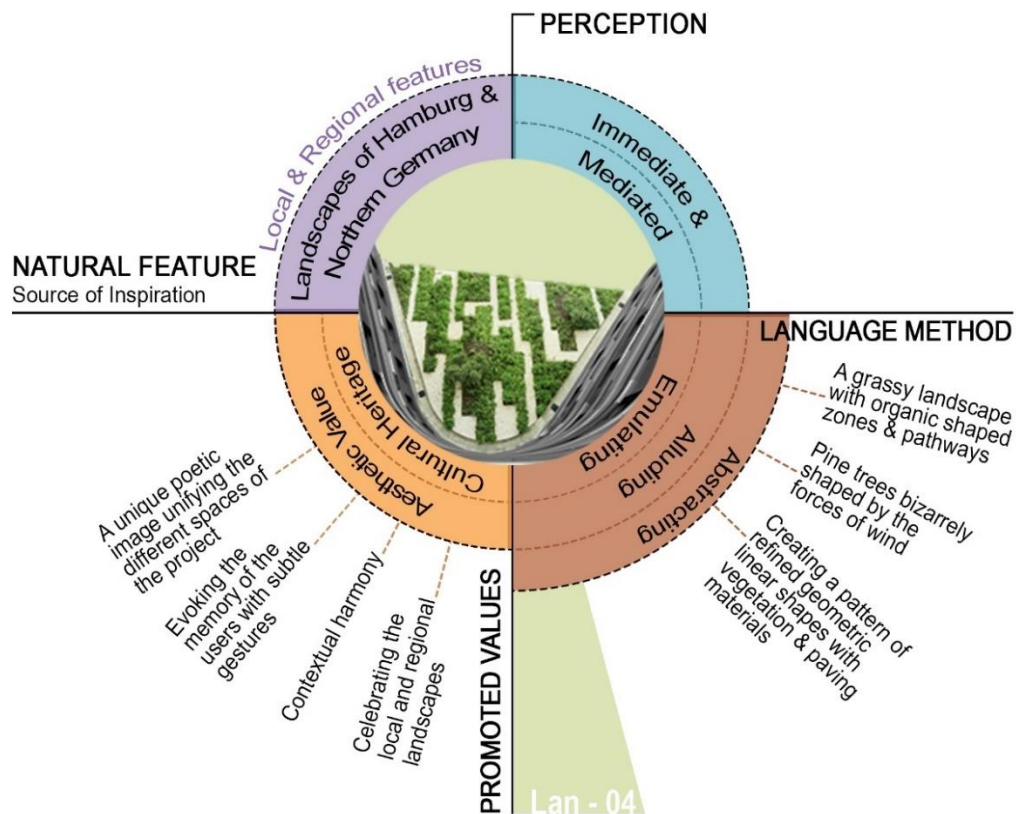 PERCEPTION
Local & Regional features
Landscapes of Hamburg &
Northern Germany
Immediate &
Mediated
NATURAL FEATURE
Source of Inspiration
LANGUAGE METHOD
Emulating
Alluding
Abstracting
A grassy landscape
with organic shaped
zones & pathways
Pine trees bizarrely
shaped by the
forces of wind
Creating a pattern of
refined geometric
linear shapes with
vegetation & paving
materials
Cultural Heritage
Aesthetic Value
A unique poetic
image unifying the
different spaces of
the project
Evoking the
memory of the
users with subtle
gestures
Contextual harmony
Celebrating the
local and regional
landscapes
PROMOTED VALUES
Lan - 04